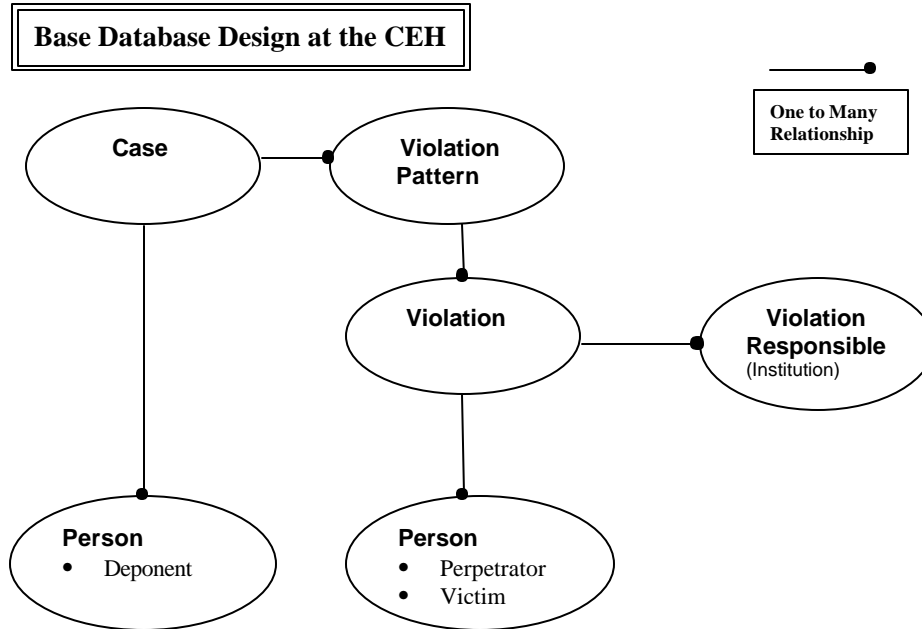 Base Database Design at the CEH
One to Many
Relationship
Case
Violation
Pattern
Violation
Violation
Responsible
(Institution)
Person
• Deponent
Person
• Perpetrator
• Victim